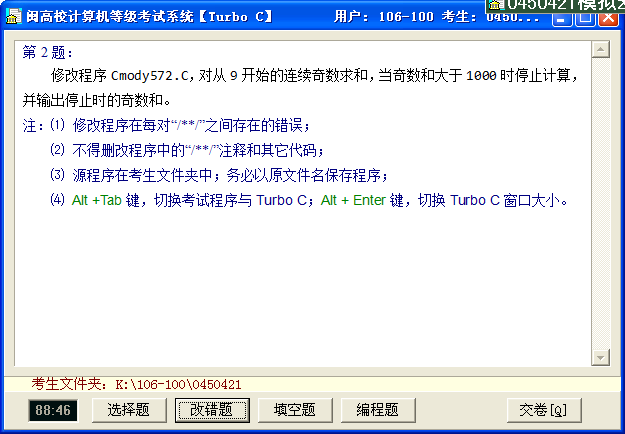 0450421模拟
闽高校计算机等级考试系统【Turbo C】 用户: 106-100 考生: 0450...
第 2 题:
修改程序 Cmody572.C, 对从 9 开始的连续奇数求和, 当奇数和大于 1000 时停止计算,
并输出停止时的奇数和。
注: ⑴ 修改程序在每对“/**/”之间存在的错误;
⑵ 不得删改程序中的“/**/”注释和其它代码;
⑶ 源程序在考生文件夹中; 务必以原文件名保存程序;
⑷ Alt +Tab 键, 切换考试程序与 Turbo C; Alt + Enter 键, 切换 Turbo C 窗口大小。
考生文件夹: K:\106-100\0450421
88:46 选择题 改错题 填空题 编程题 交卷[Q]